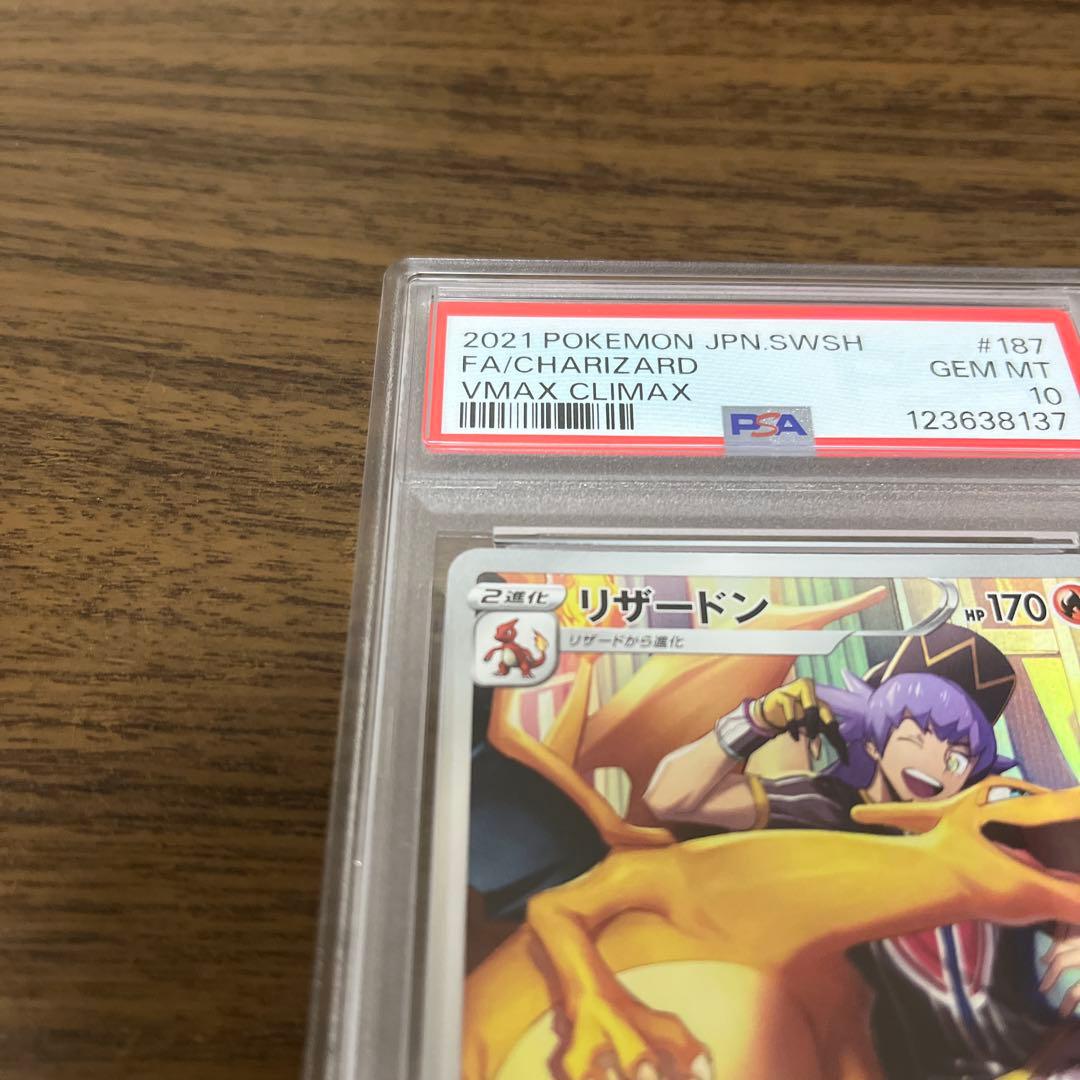 2021 POKEMON JPN.SWSH #187
FA/CHARIZARD GEM MT
VMAX CLIMAX 10
PSA 123638137
2進化 リザードン HP 170
リザードから進化